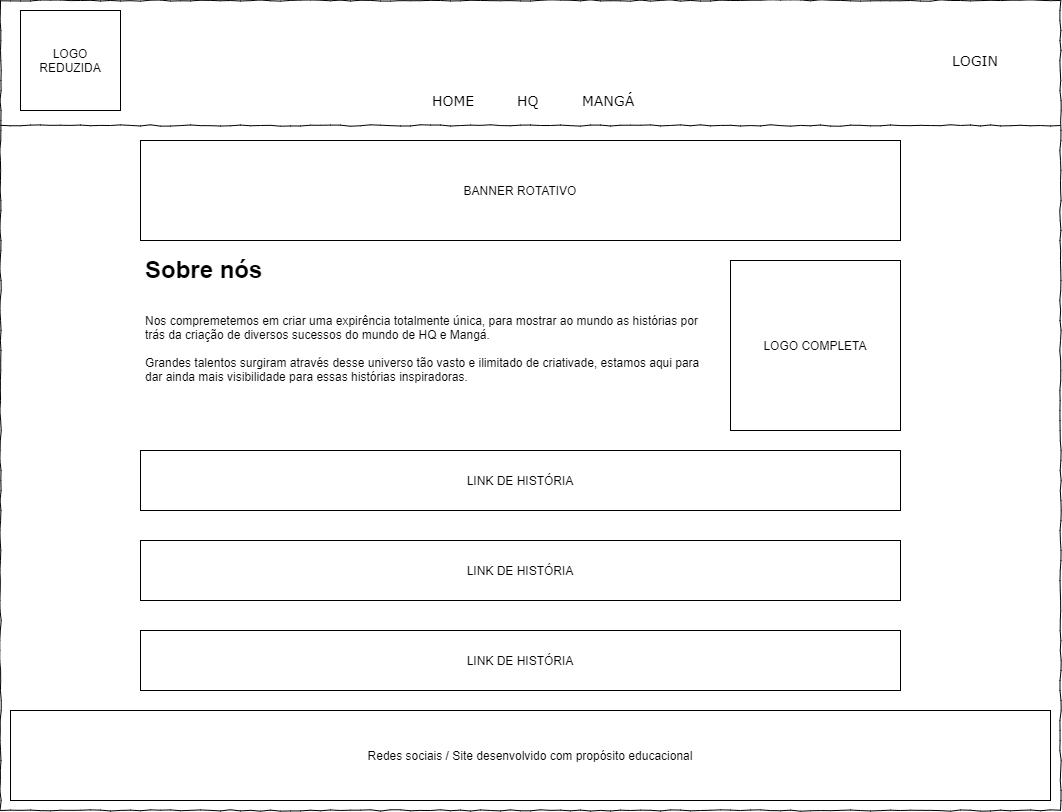 LOGO
REDUZIDA
LOGIN
HOME HQ MANGÁ
BANNER ROTATIVO
Sobre nós
Nos compremetemos em criar uma expirência totalmente única, para mostrar ao mundo as histórias por
trás da criação de diversos sucesos do mundo de HQ e Mangá.
Grandes talentos surgiram através desse universo tão vasto e ilimitado de criativade, estamos aqui para
dar ainda mais visibilidade para essas histórias inspiradoras.
LOGO COMPLETA
LINK DE HISTÓRIA
LINK DE HISTÓRIA
LINK DE HISTÓRIA
Redes sociais / Site desenvolvido com propósito educacional